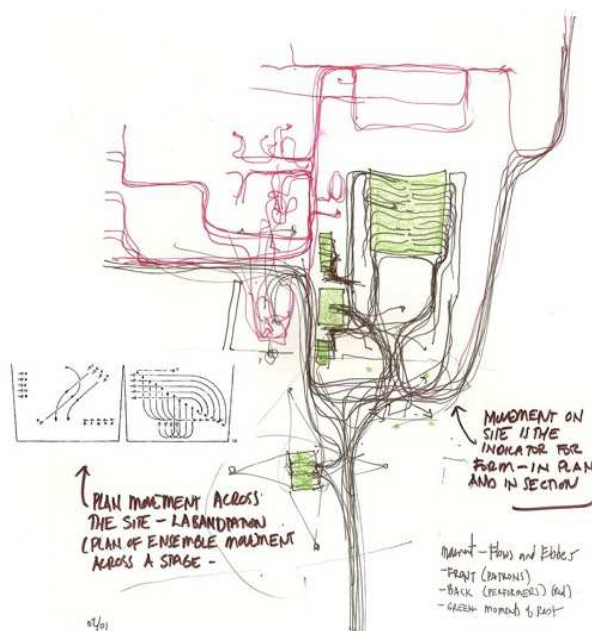 PLAN MOVEMENT ACROSS
THE SITE - LABANOTATION
(PLAN OF ENSEMBLE MOVEMENT
ACROSS A STAGE -
MOVEMENT ON
SITE IS THE
INDICATOR FOR
FORM - IN PLAN
AND IN SECTION
movement - Flows and Ebbs
- FRONT (PATRONS)
- BACK (PERFORMERS) (Red)
- GREEN moments of Rest